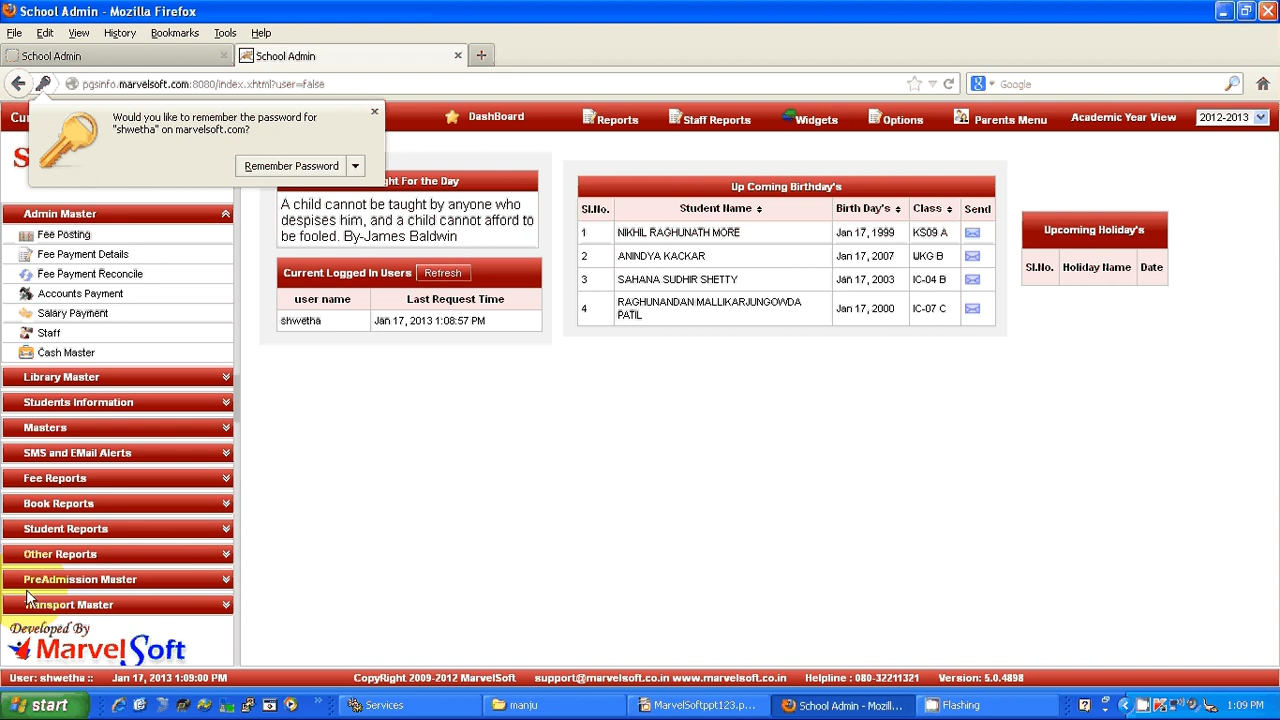 School Admin - Mozilla Firefox
File Edit View History Bookmarks Tools Help
School Admin
School Admin
pgsinfo.marvelsoft.com:8080/index.xhtml?user=false
Google
Would you like to remember the password for
"shwetha" on marvelsoft.com?
Remember Password
DashBoard
Reports
Staff Reports
Widgets
Options
Parents Menu
Academic Year View
2012-2013
Admin Master
Fee Posting
Fee Payment Details
Fee Payment Reconcile
Accounts Payment
Salary Payment
Staff
Cash Master
Library Master
Students Information
Masters
SMS and EMail Alerts
Fee Reports
Book Reports
Student Reports
Other Reports
PreAdmission Master
Transport Master
Developed By
MarvelSoft
For the Day
A child cannot be taught by anyone who
despises him, and a child cannot afford to
be fooled. By-James Baldwin
Current Logged In Users Refresh
user name Last Request Time
shwetha Jan 17, 2013 1:08:57 PM
Up Coming Birthday's
Sl.No. Student Name Birth Day's Class Send
1 NIKHIL RAGHUNATH MORE Jan 17, 1999 KS09 A
2 ANINDYA KACKAR Jan 17, 2007 UKG B
3 SAHANA SUDHIR SHETTY Jan 17, 2003 IC-04 B
4 RAGHUNANDAN MALLIKARJUNGOWDA PATIL Jan 17, 2000 IC-07 C
Upcoming Holiday's
Sl.No. Holiday Name Date
User: shwetha :- Jan 17, 2013 1:09:00 PM CopyRight 2009-2012 MarvelSoft support@marvelsoft.co.in www.marvelsoft.co.in Helpline : 080-32211321 Version: 5.0.4898
start Services manju MarvelSoftppt123.p... School Admin - Mozill... Flashing 1:09 PM